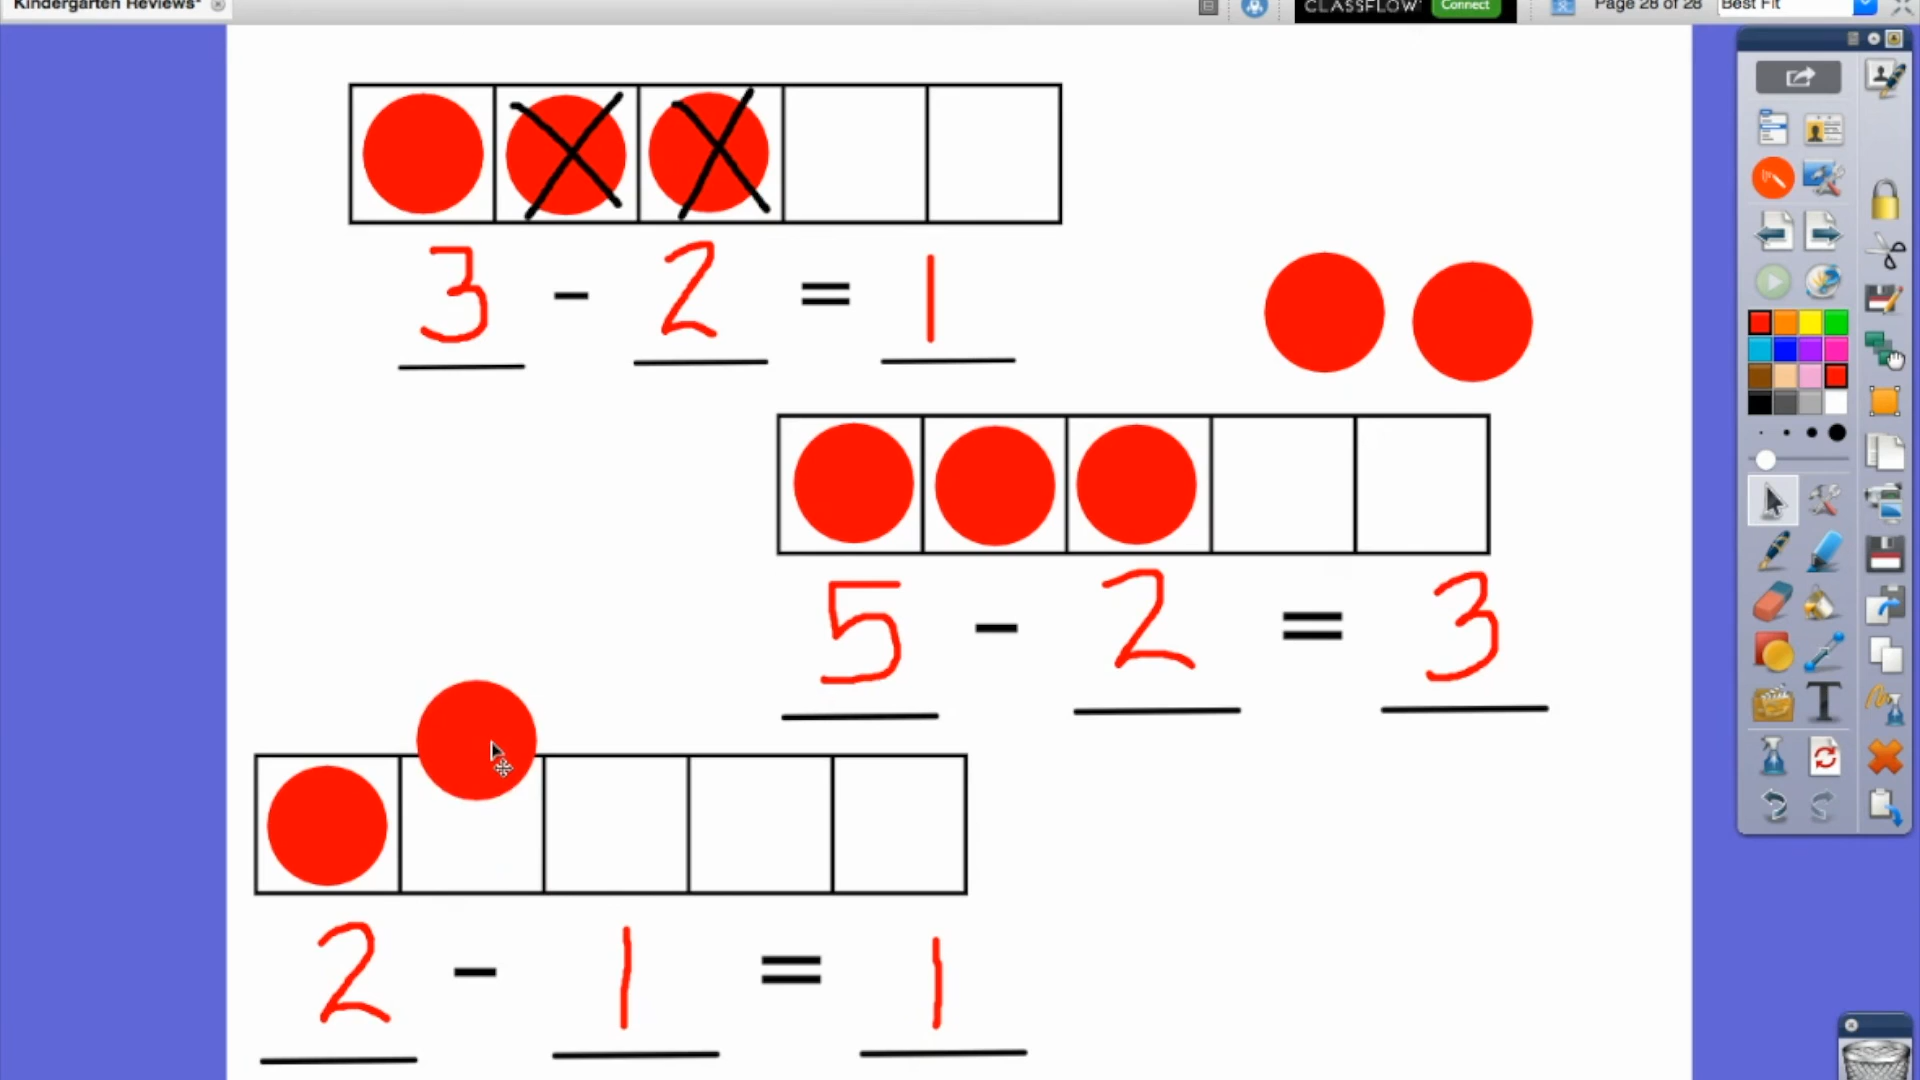 Kindergarten Reviews*
CLASSFLOW Connect
Page 28 of 28
Best Fit
3 - 2 = 1
5 - 2 = 3
2 - 1 = 1
T